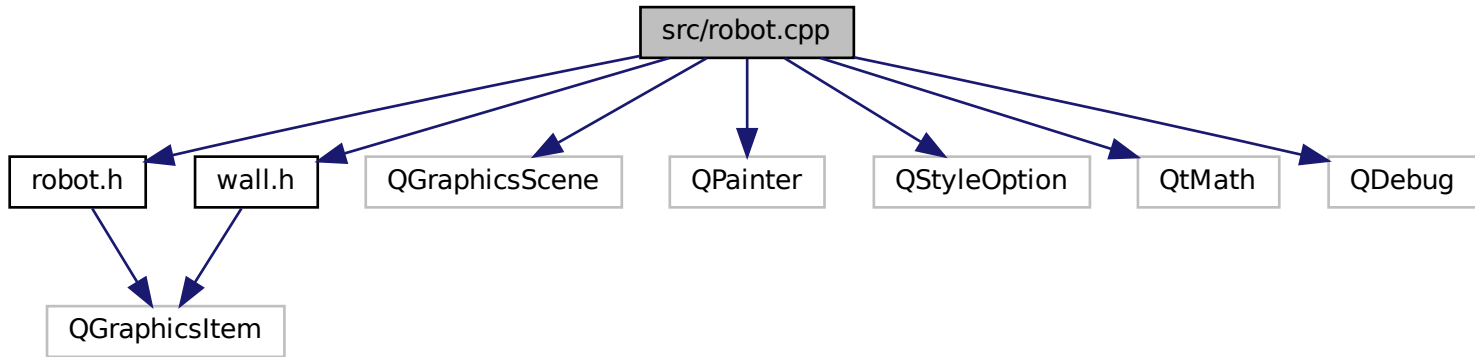 src/robot.cpp
robot.h
wall.h
QGraphicsScene
QPainter
QStyleOption
QtMath
QDebug
QGraphicsItem